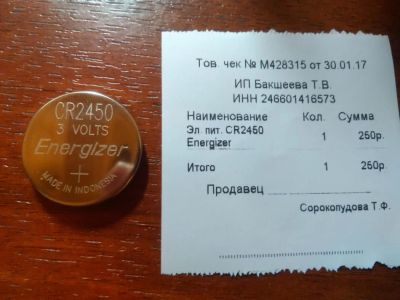 CR2450
3 VOLTS
Energizer
+
MADE IN INDONESIA
Тов. чек № М428315 от 30.01.17
ИП Бакшеева Т.В.
ИНН 246601416573
Наименование Кол. Сумма
Эл. пит. CR2450 1 250р.
Energizer
Итого 1 250р.
Продавец
Сорокопудова Т.Ф.